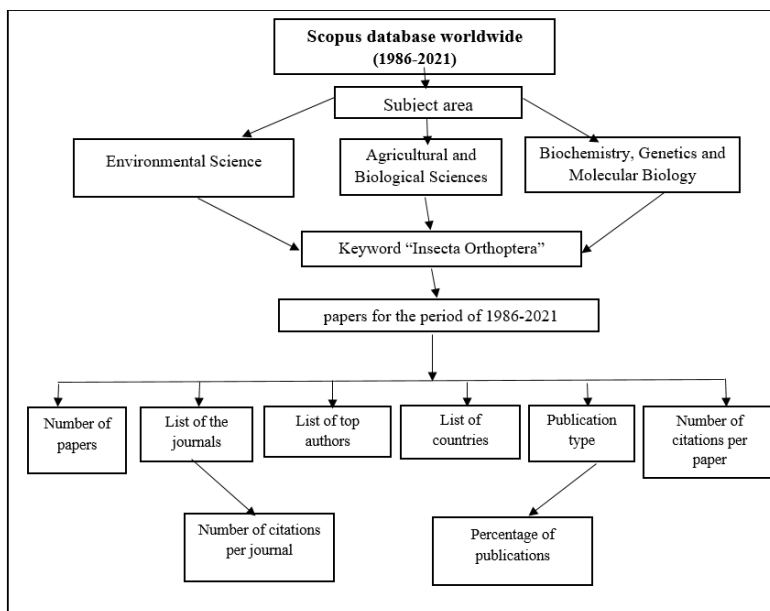 Scopus database worldwide
(1986-2021)
Subject area
Environmental Science
Agricultural and
Biological Sciences
Biochemistry, Genetics and
Molecular Biology
Keyword “Insecta Orthoptera”
papers for the period of 1986-2021
Number of
papers
List of the
journals
List of top
authors
List of
countries
Publication
type
Number of
citations per
paper
Number of citations
per journal
Percentage of
publications